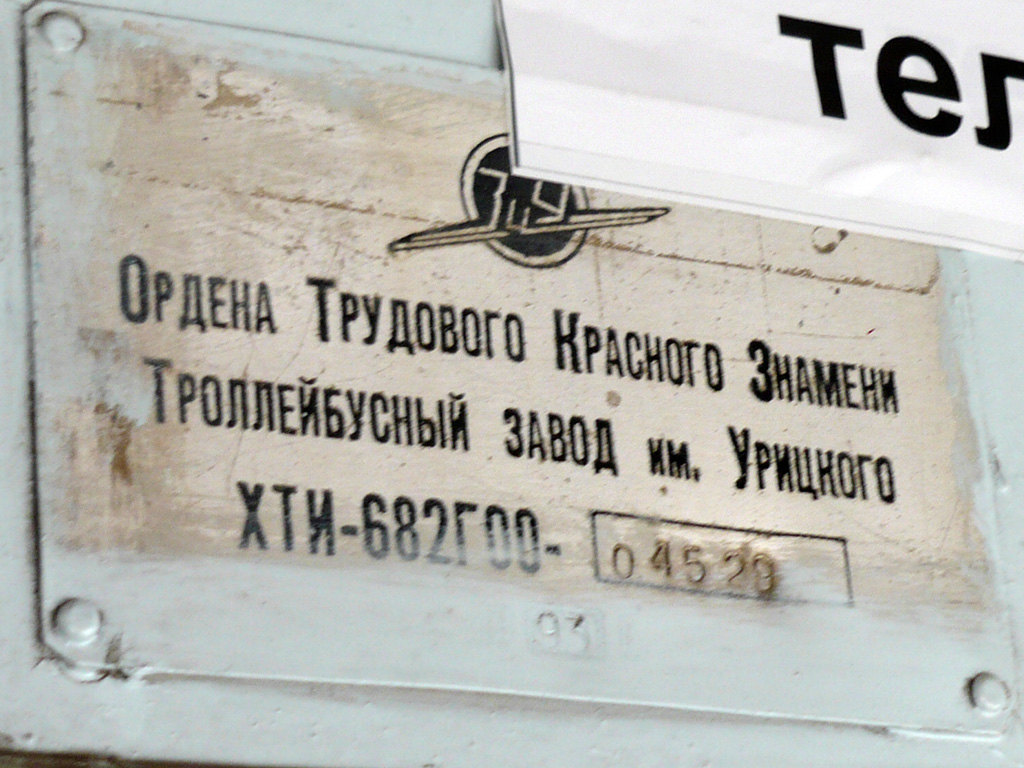 тел
ЗиУ
ОРДЕНА ТРУДОВОГО КРАСНОГО ЗНАМЕНИ
ТРОЛЛЕЙБУСНЫЙ ЗАВОД им. УРИЦКОГО
ХТИ-682Г00- 04529
93